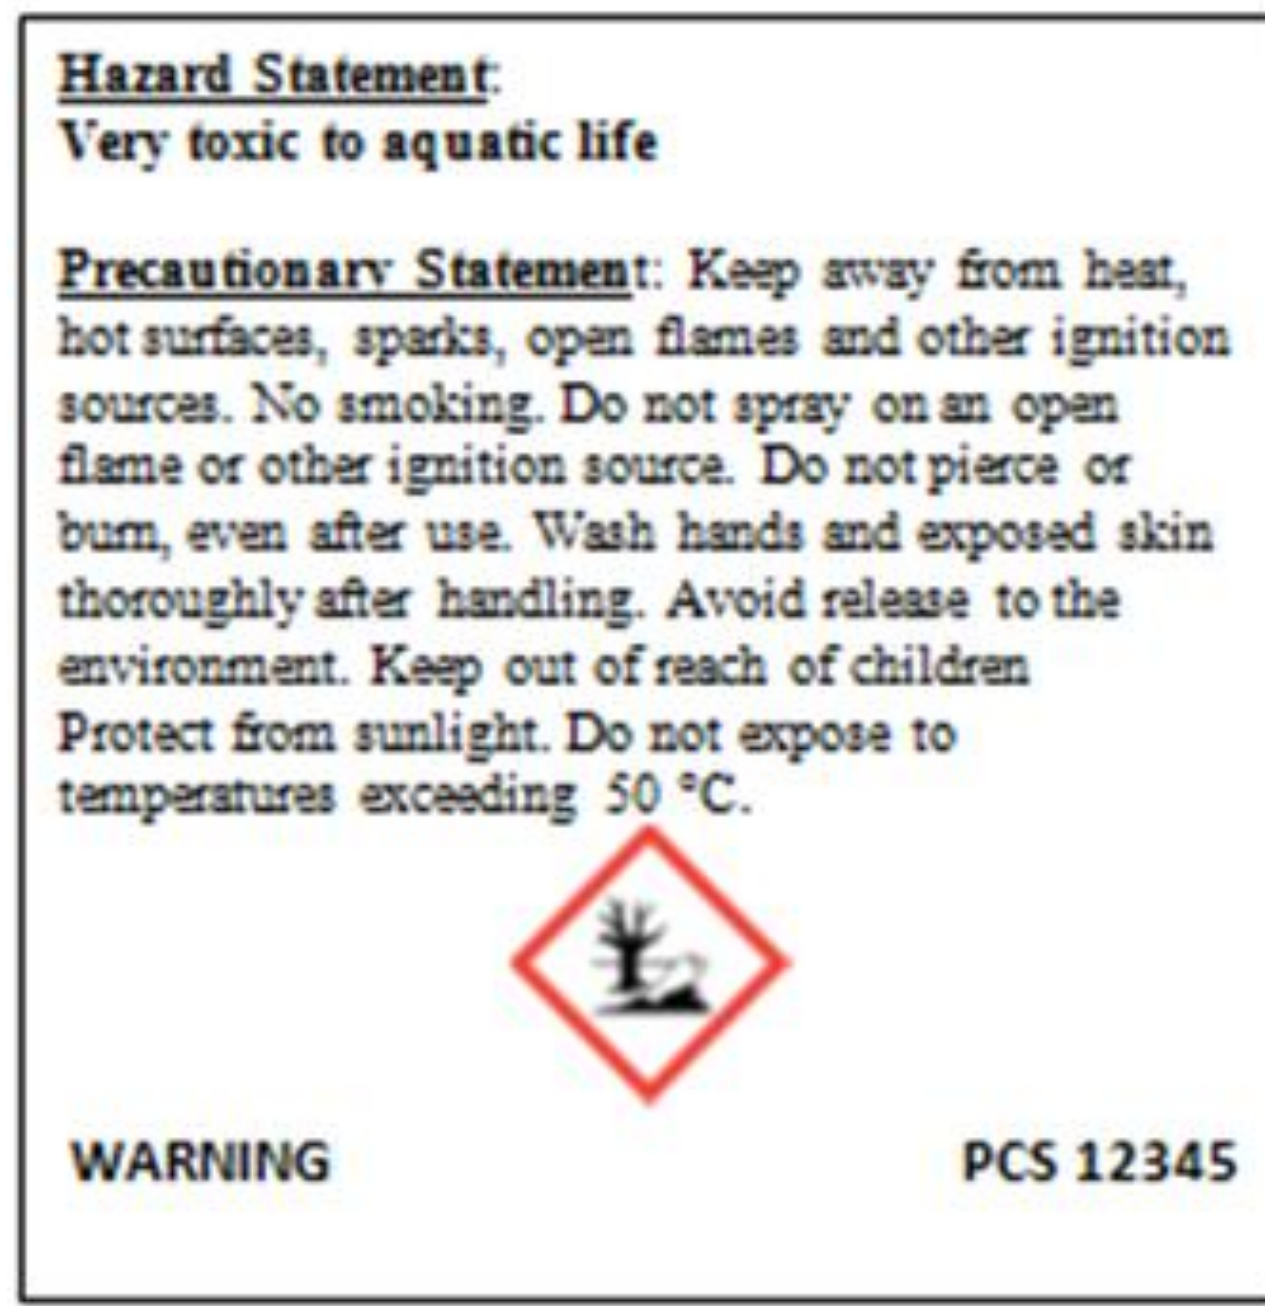 Hazard Statement:
Very toxic to aquatic life
Precautionary Statement: Keep away from heat,
hot surfaces, sparks, open flames and other ignition
sources. No smoking. Do not spray on an open
flame or other ignition source. Do not pierce or
burn, even after use. Wash hands and exposed skin
thoroughly after handling. Avoid release to the
environment. Keep out of reach of children
Protect from sunlight. Do not expose to
temperatures exceeding 50 °C.
WARNING PCS 12345